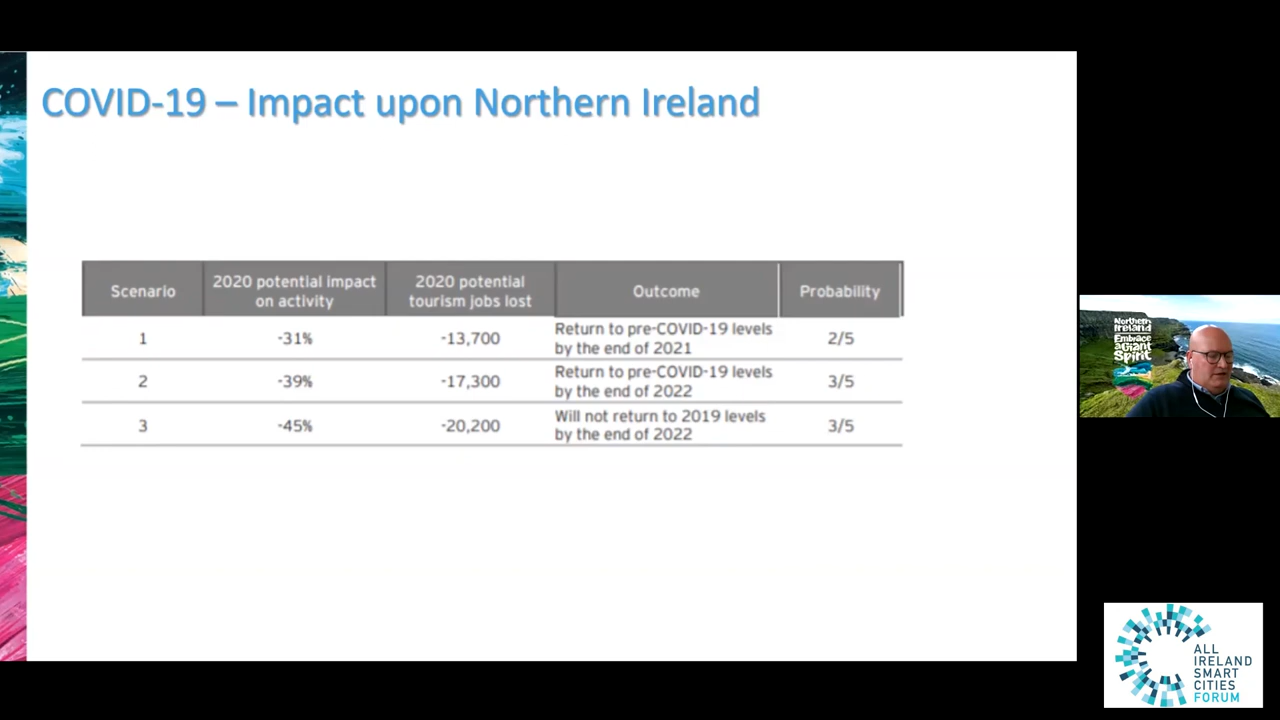 COVID-19 – Impact upon Northern Ireland
Scenario
2020 potential impact
on activity
2020 potential
tourism jobs lost
Outcome
Probability
1
-31%
-13,700
Return to pre-COVID-19 levels
by the end of 2021
2/5
2
-39%
-17,300
Return to pre-COVID-19 levels
by the end of 2022
3/5
3
-45%
-20,200
Will not return to 2019 levels
by the end of 2022
3/5
Northern
Ireland
Embrace
a Giant
Spirit
ALL
IRELAND
SMART
CITIES
FORUM